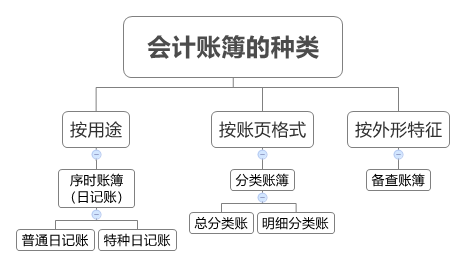 会计账簿的种类
按用途
按账页格式
按外形特征
序时账簿
（日记账）
分类账簿
备查账簿
普通日记账
特种日记账
总分类账
明细分类账